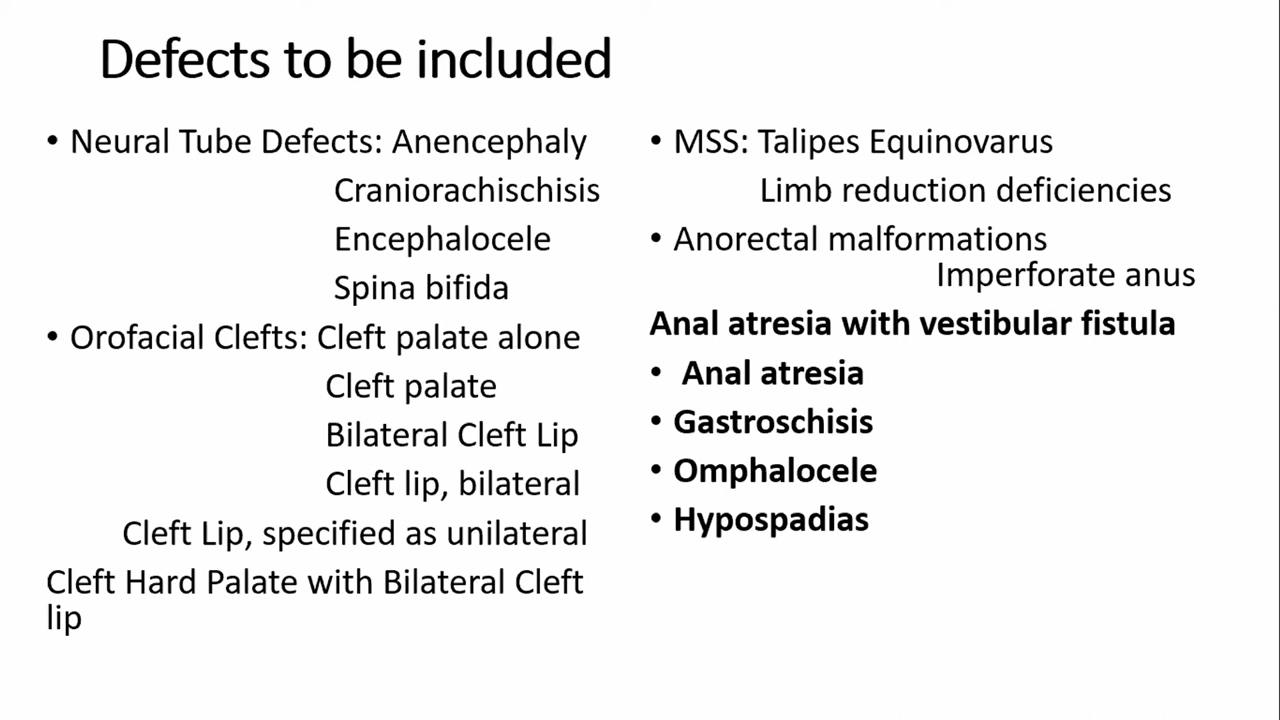 Defects to be included
• Neural Tube Defects: Anencephaly
Craniorachischisis
Encephalocele
Spina bifida
• Orofacial Clefts: Cleft palate alone
Cleft palate
Bilateral Cleft Lip
Cleft lip, bilateral
Cleft Lip, specified as unilateral
Cleft Hard Palate with Bilateral Cleft
lip
• MSS: Talipes Equinovarus
Limb reduction deficiencies
• Anorectal malformations
Imperforate anus
Anal atresia with vestibular fistula
• Anal atresia
• Gastroschisis
• Omphalocele
• Hypospadias